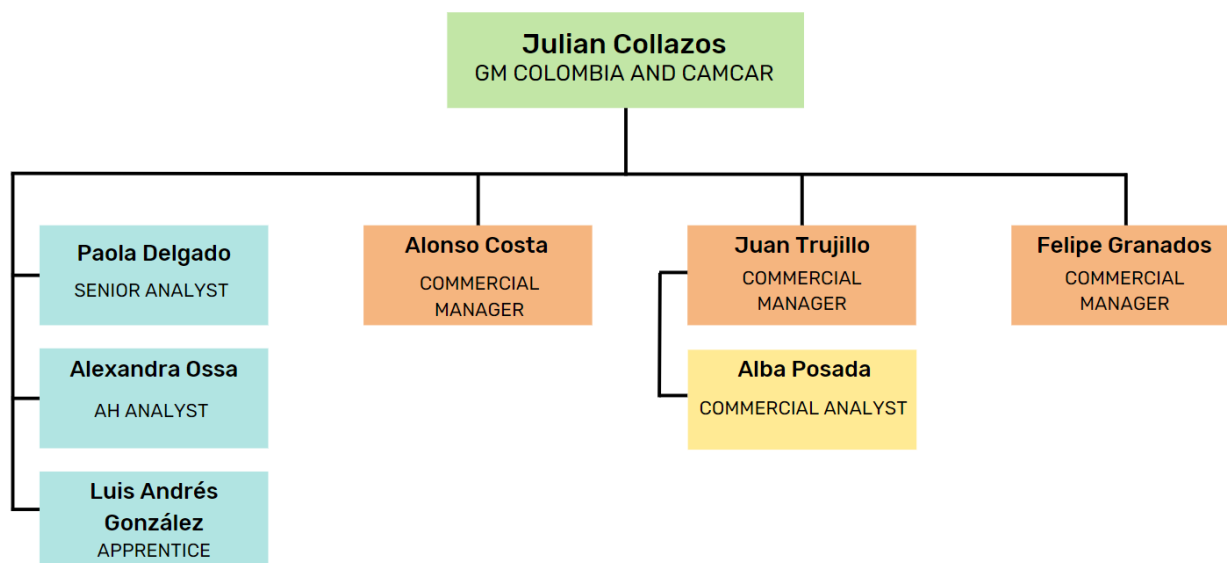 Julian Collazos
GM COLOMBIA AND CAMCAR
Paola Delgado
SENIOR ANALYST
Alonso Costa
COMMERCIAL
MANAGER
Juan Trujillo
COMMERCIAL
MANAGER
Felipe Granados
COMMERCIAL
MANAGER
Alexandra Ossa
AH ANALYST
Alba Posada
COMMERCIAL ANALYST
Luis Andrés
González
APPRENTICE